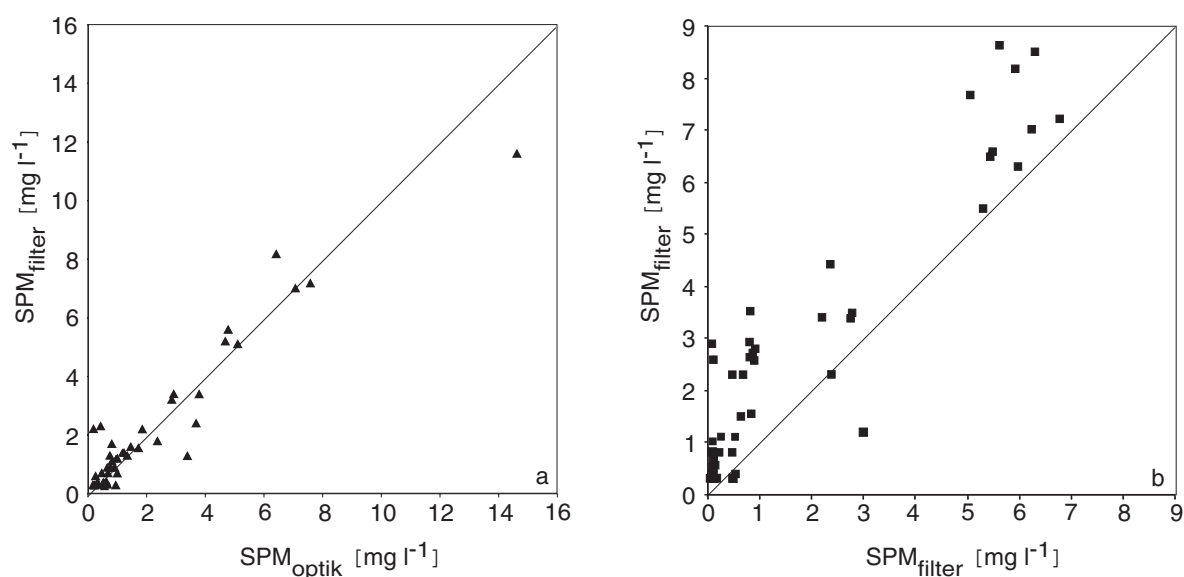 16
14
12
10
8
6
4
2
0
SPMfilter [mg l-1]
0 2 4 6 8 10 12 14 16
SPMoptik [mg l-1]
a
9
8
7
6
5
4
3
2
1
0
SPMfilter [mg l-1]
0 1 2 3 4 5 6 7 9
SPMfilter [mg l-1]
b